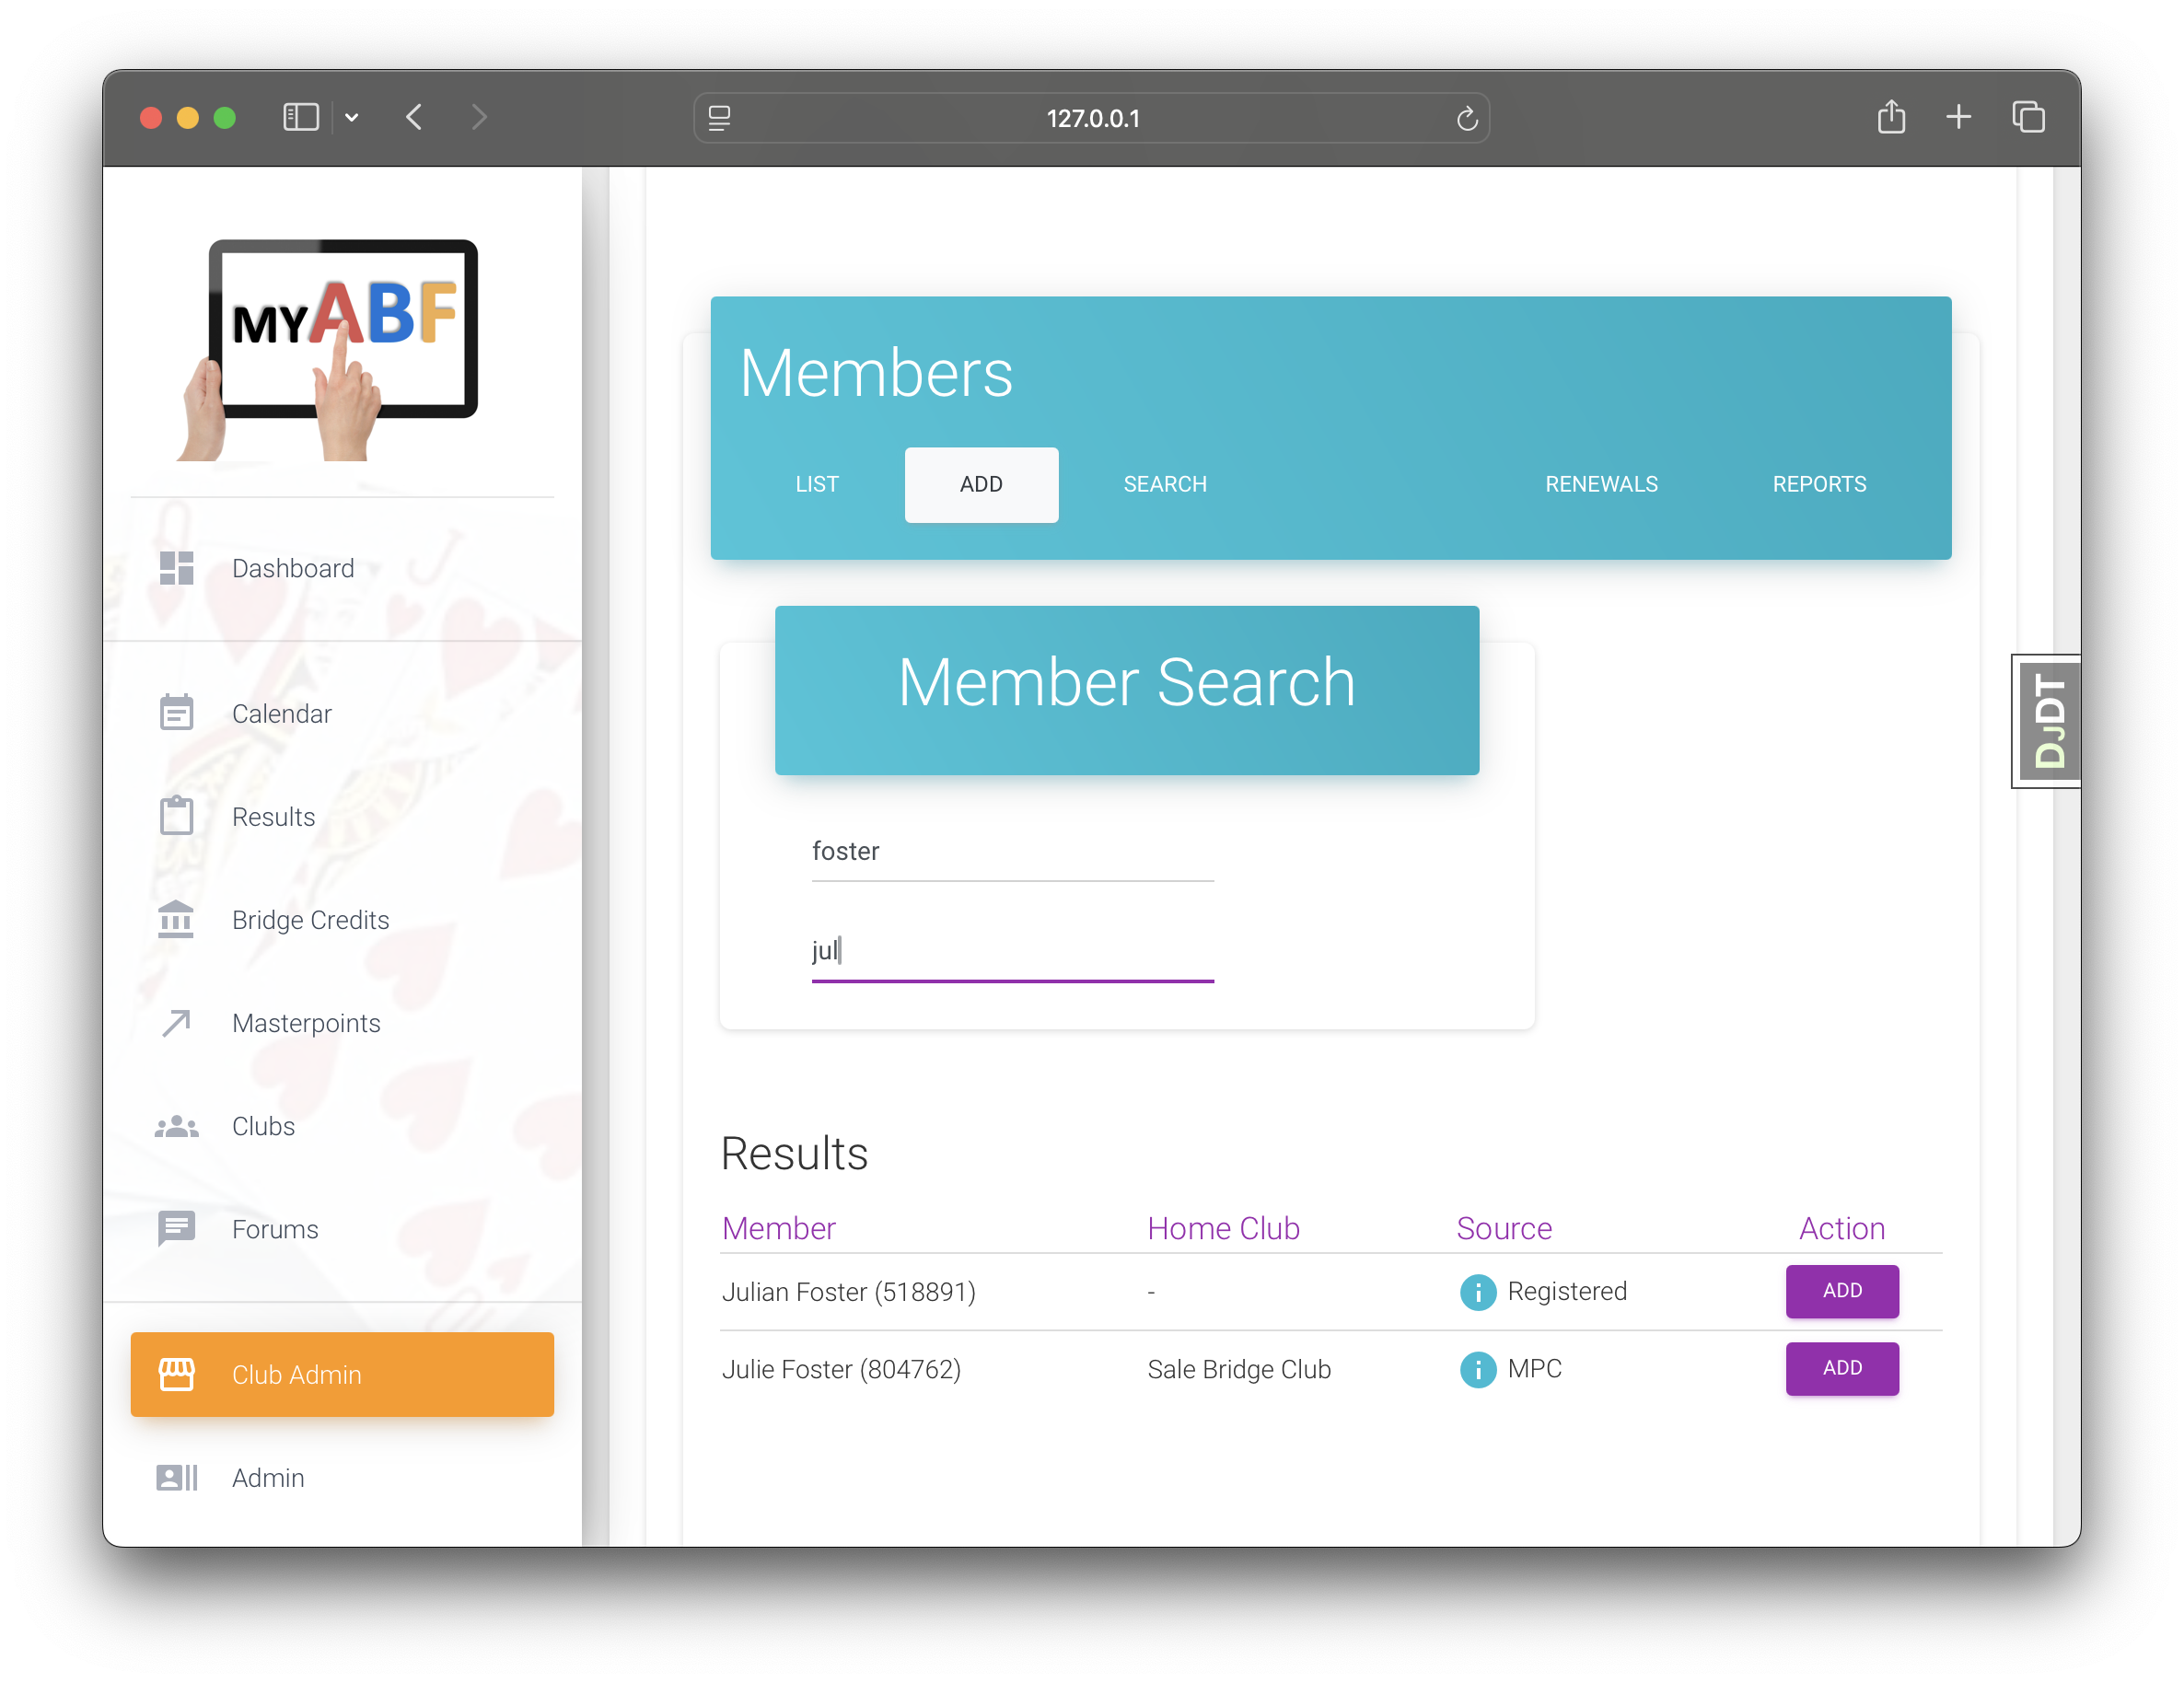 127.0.0.1
MYABF
Dashboard
Calendar
Results
Bridge Credits
Masterpoints
Clubs
Forums
Club Admin
Admin
Members
LIST ADD SEARCH RENEWALS REPORTS
Member Search
foster
jul
Results
Member Home Club Source Action
Julian Foster (518891) - Registered ADD
Julie Foster (804762) Sale Bridge Club MPC ADD
DJDT